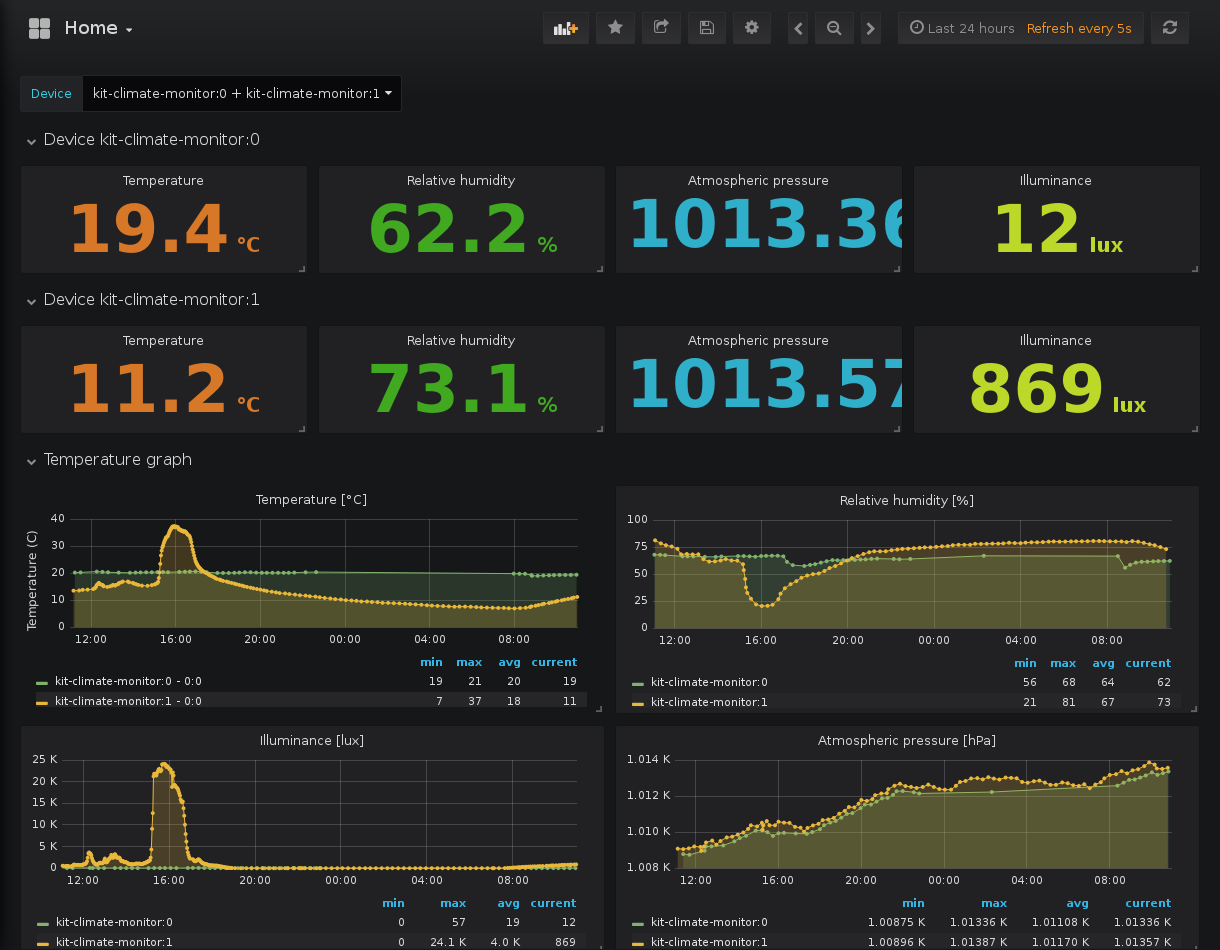 Home
Last 24 hours Refresh every 5s
Device kit-climate-monitor:0 + kit-climate-monitor:1
Device kit-climate-monitor:0
Temperature Relative humidity Atmospheric pressure Illuminance
19.4 °C 62.2 % 1013.36 12 lux
Device kit-climate-monitor:1
Temperature Relative humidity Atmospheric pressure Illuminance
11.2 °C 73.1 % 1013.57 869 lux
Temperature graph
Temperature [°C]
Temperature (C)
40
30
20
10
0
12:00 16:00 20:00 00:00 04:00 08:00
min max avg current
kit-climate-monitor:0 - 0:0 19 21 20 19
kit-climate-monitor:1 - 0:0 7 37 18 11
Relative humidity [%]
100
75
50
25
0
12:00 16:00 20:00 00:00 04:00 08:00
min max avg current
kit-climate-monitor:0 56 68 64 62
kit-climate-monitor:1 21 81 67 73
Illuminance [lux]
25 K
20 K
15 K
10 K
5 K
0
12:00 16:00 20:00 00:00 04:00 08:00
min max avg current
kit-climate-monitor:0 0 57 19 12
kit-climate-monitor:1 0 24.1 K 4.0 K 869
Atmospheric pressure [hPa]
1.014 K
1.012 K
1.010 K
1.008 K
12:00 16:00 20:00 00:00 04:00 08:00
min max avg current
kit-climate-monitor:0 1.00875 K 1.01336 K 1.01108 K 1.01336 K
kit-climate-monitor:1 1.00896 K 1.01387 K 1.01170 K 1.01357 K